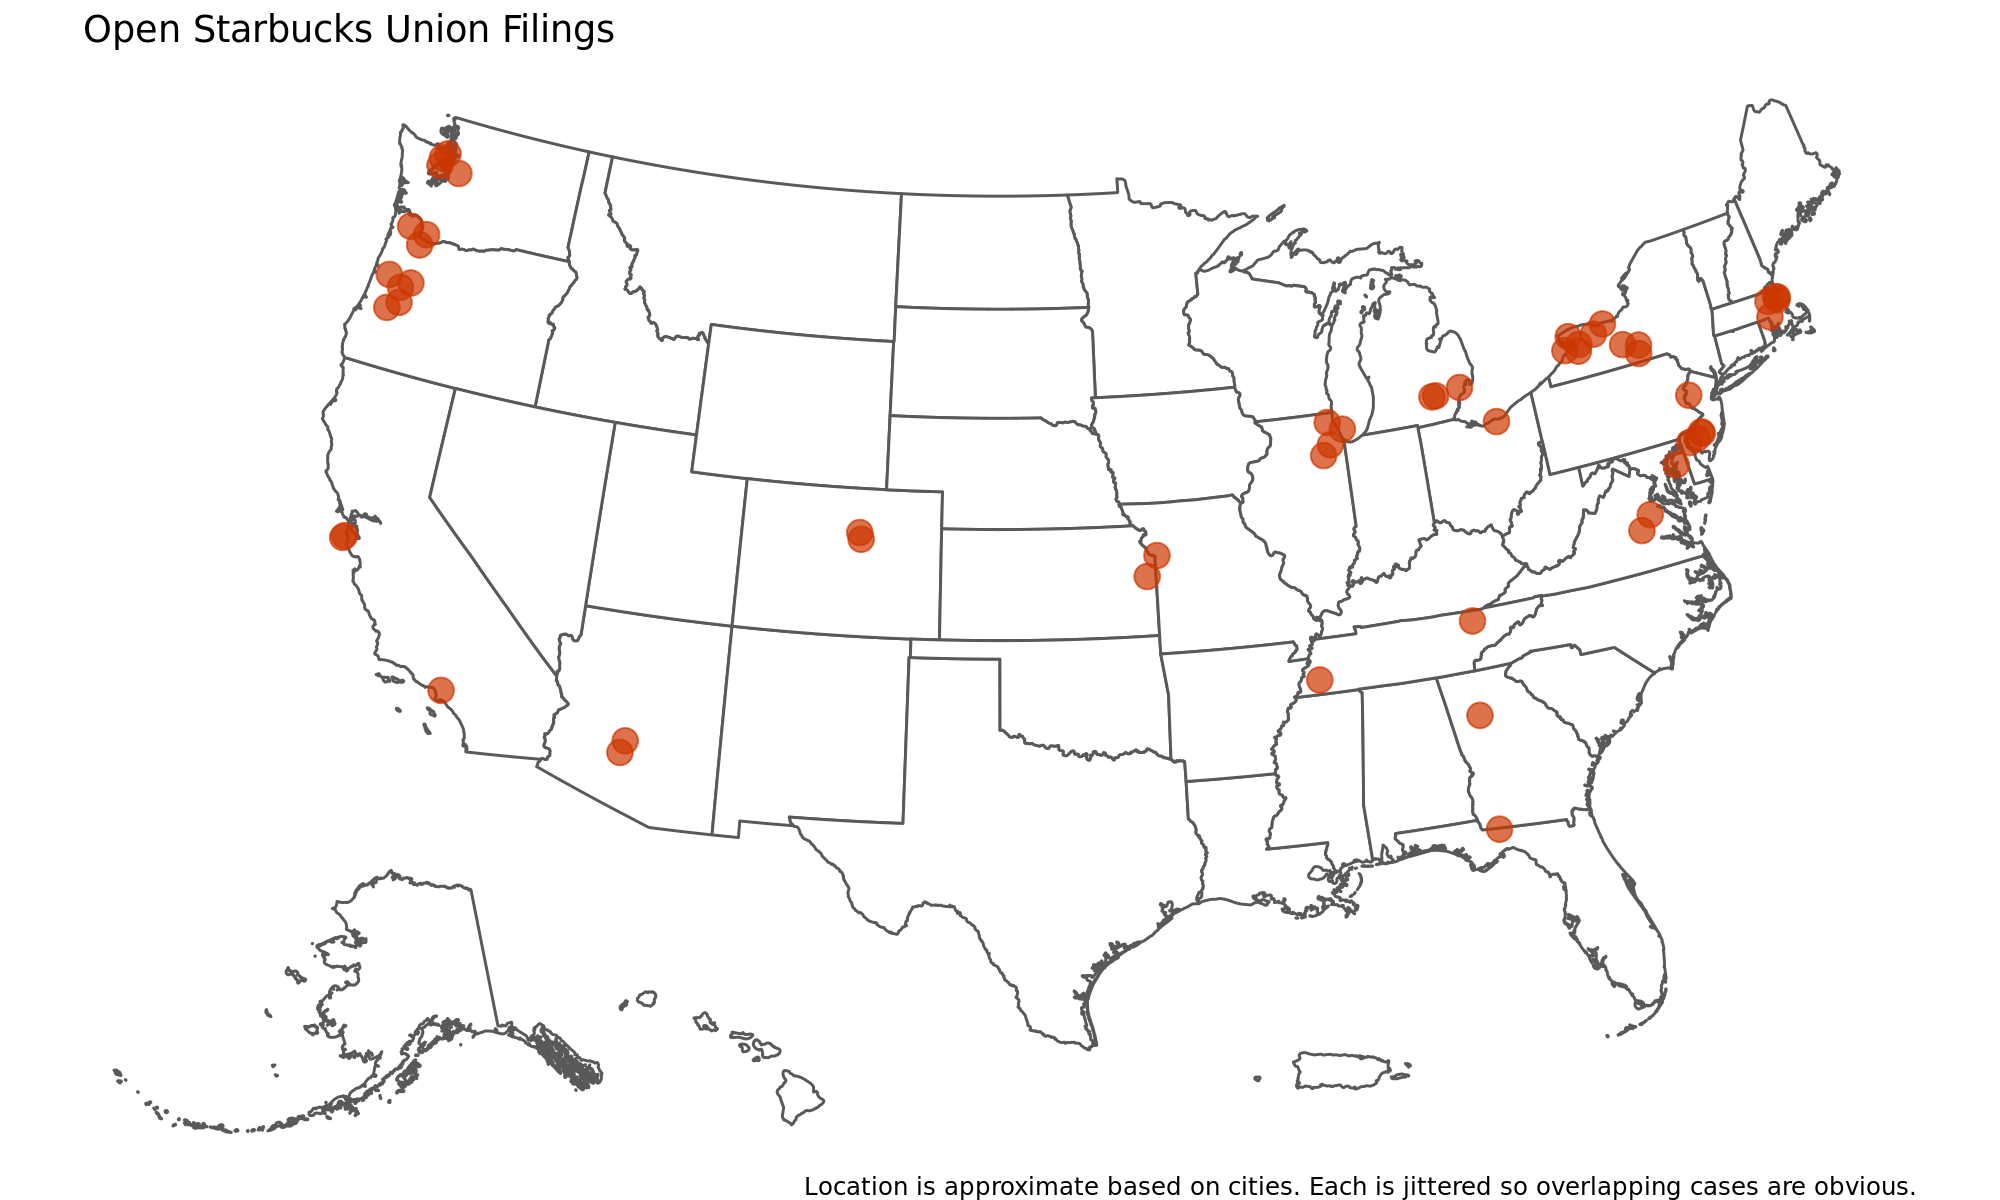 Open Starbucks Union Filings
Location is approximate based on cities. Each is jittered so overlapping cases are obvious.